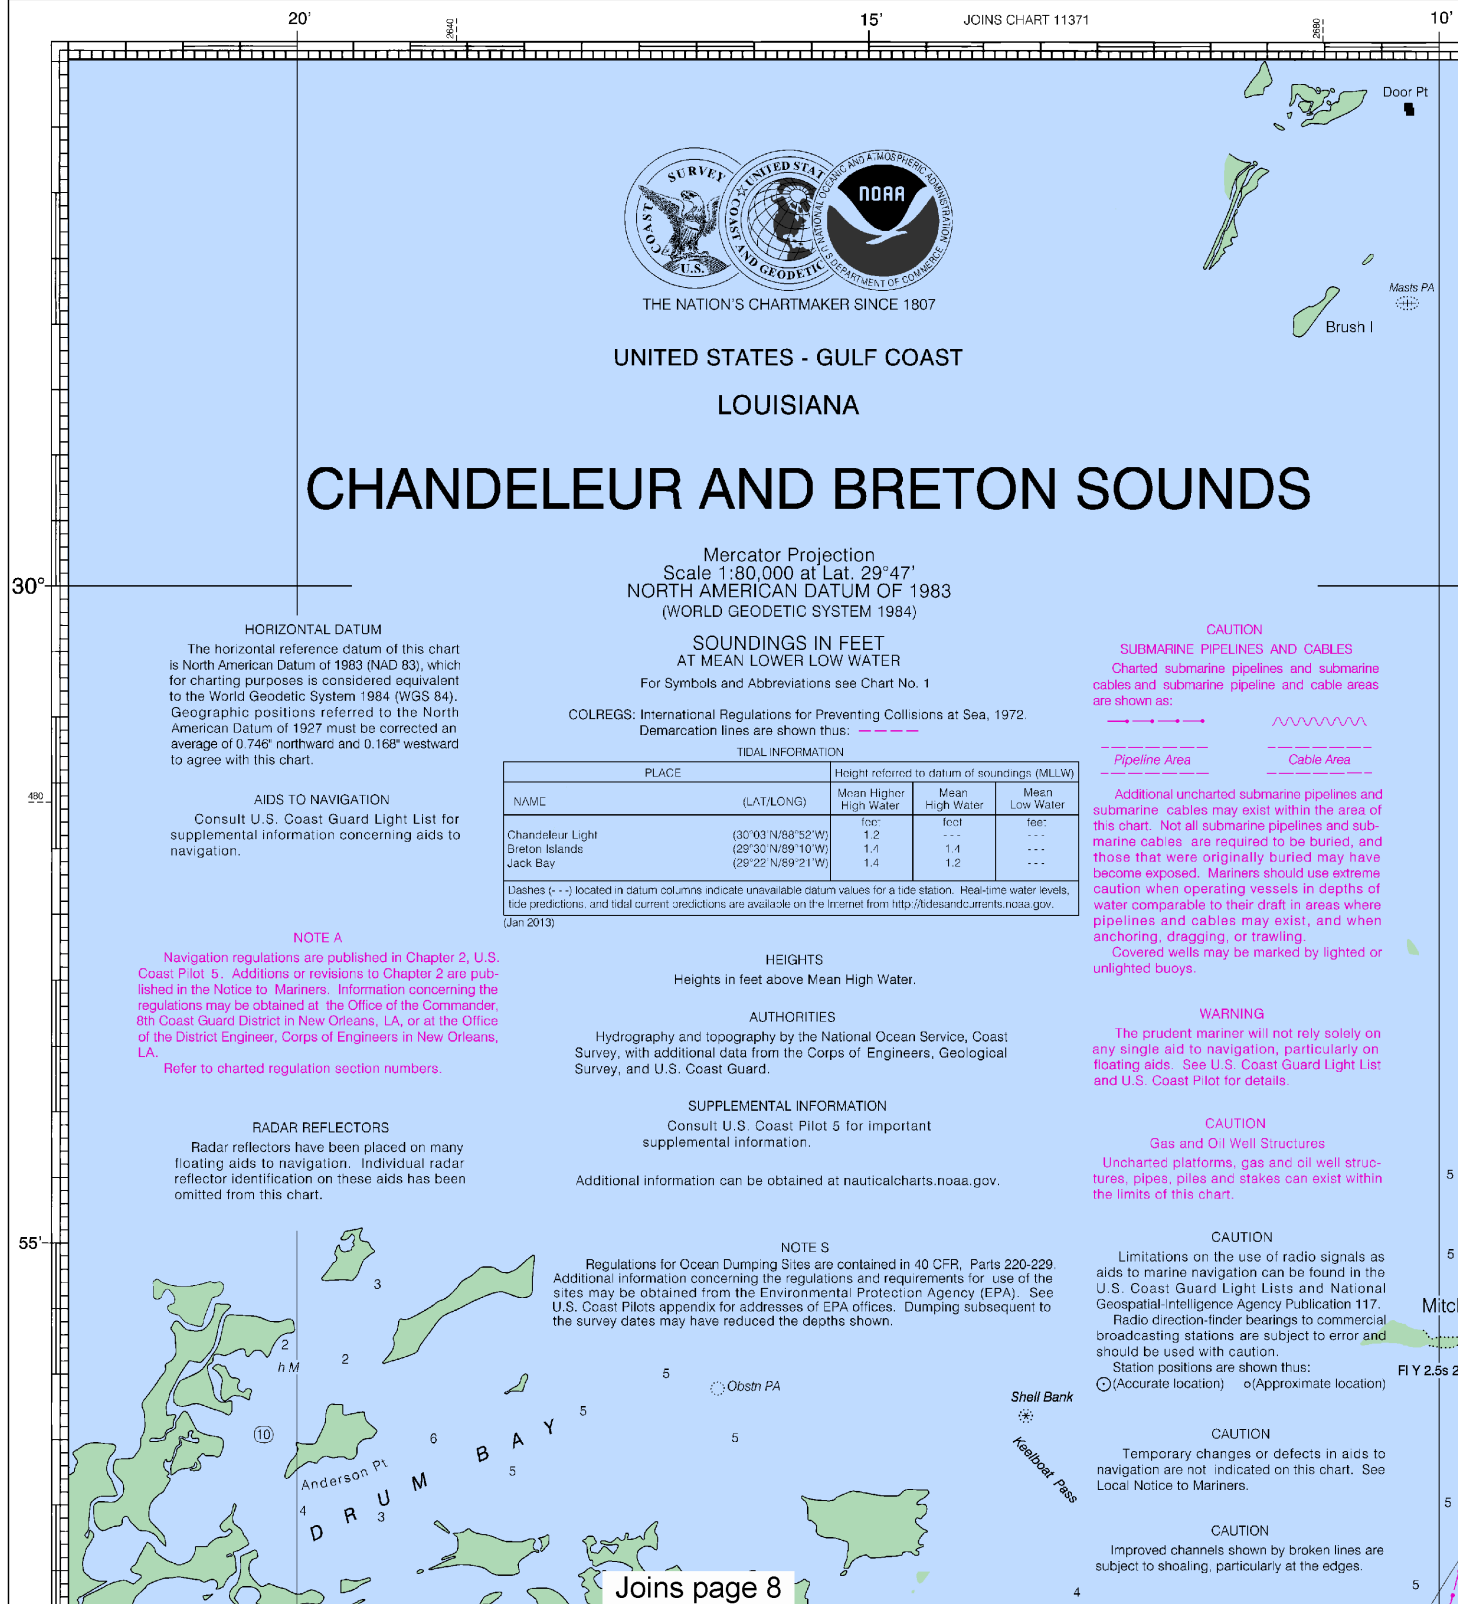 20'
2640
15'
JOINS CHART 11371
2680
10'
Door Pt
COAST SURVEY U.S.
UNITED STAT COAST AND GEODETIC
NATIONAL OCEANIC AND ATMOSPHERIC ADMINISTRATION
NOAA
U S DEPARTMENT OF COMMERCE
THE NATION'S CHARTMAKER SINCE 1807
Masts PA
Brush I
UNITED STATES - GULF COAST
LOUISIANA
CHANDELEUR AND BRETON SOUNDS
Mercator Projection
Scale 1:80,000 at Lat. 29°47'
NORTH AMERICAN DATUM OF 1983
(WORLD GEODETIC SYSTEM 1984)
SOUNDINGS IN FEET
AT MEAN LOWER LOW WATER
For Symbols and Abbreviations see Chart No. 1
COLREGS: International Regulations for Preventing Collisions at Sea, 1972.
Demarcation lines are shown thus:
30°
HORIZONTAL DATUM
The horizontal reference datum of this chart
is North American Datum of 1983 (NAD 83), which
for charting purposes is considered equivalent
to the World Geodetic System 1984 (WGS 84).
Geographic positions referred to the North
American Datum of 1927 must be corrected an
average of 0.746" northward and 0.168" westward
to agree with this chart.
480
AIDS TO NAVIGATION
Consult U.S. Coast Guard Light List for
supplemental information concerning aids to
navigation.
TIDAL INFORMATION
PLACE Height referred to datum of soundings (MLLW)
NAME (LAT/LONG) Mean Higher High Water Mean High Water Mean Low Water
feet feet feet
Chandeleur Light (30°03'N/88°52'W) 1.2 - - - - - -
Breton Islands (29°30'N/89°10'W) 1.4 1.4 - - -
Jack Bay (29°22'N/89°21'W) 1.4 1.2 - - -
Dashes (- - -) located in datum columns indicate unavailable datum values for a tide station. Real-time water levels,
tide predictions, and tidal current predictions are available on the Internet from http://tidesandcurrents.noaa.gov.
(Jan 2013)
CAUTION
SUBMARINE PIPELINES AND CABLES
Charted submarine pipelines and submarine
cables and submarine pipeline and cable areas
are shown as:
Pipeline Area Cable Area
Additional uncharted submarine pipelines and
submarine cables may exist within the area of
this chart. Not all submarine pipelines and sub-
marine cables are required to be buried, and
those that were originally buried may have
become exposed. Mariners should use extreme
caution when operating vessels in depths of
water comparable to their draft in areas where
pipelines and cables may exist, and when
anchoring, dragging, or trawling.
Covered wells may be marked by lighted or
unlighted buoys.
NOTE A
Navigation regulations are published in Chapter 2, U.S.
Coast Pilot 5. Additions or revisions to Chapter 2 are pub-
lished in the Notice to Mariners. Information concerning the
regulations may be obtained at the Office of the Commander,
8th Coast Guard District in New Orleans, LA, or at the Office
of the District Engineer, Corps of Engineers in New Orleans,
LA.
Refer to charted regulation section numbers.
HEIGHTS
Heights in feet above Mean High Water.
AUTHORITIES
Hydrography and topography by the National Ocean Service, Coast
Survey, with additional data from the Corps of Engineers, Geological
Survey, and U.S. Coast Guard.
WARNING
The prudent mariner will not rely solely on
any single aid to navigation, particularly on
floating aids. See U.S. Coast Guard Light List
and U.S. Coast Pilot for details.
RADAR REFLECTORS
Radar reflectors have been placed on many
floating aids to navigation. Individual radar
reflector identification on these aids has been
omitted from this chart.
SUPPLEMENTAL INFORMATION
Consult U.S. Coast Pilot 5 for important
supplemental information.
Additional information can be obtained at nauticalcharts.noaa.gov.
CAUTION
Gas and Oil Well Structures
Uncharted platforms, gas and oil well struc-
tures, pipes, piles and stakes can exist within
the limits of this chart.
5
55'
NOTE S
Regulations for Ocean Dumping Sites are contained in 40 CFR, Parts 220-229.
Additional information concerning the regulations and requirements for use of the
sites may be obtained from the Environmental Protection Agency (EPA). See
U.S. Coast Pilots appendix for addresses of EPA offices. Dumping subsequent to
the survey dates may have reduced the depths shown.
CAUTION
Limitations on the use of radio signals as
aids to marine navigation can be found in the
U.S. Coast Guard Light Lists and National
Geospatial-Intelligence Agency Publication 117.
Radio direction-finder bearings to commercial
broadcasting stations are subject to error and
should be used with caution.
Station positions are shown thus:
(Accurate location) o(Approximate location)
5
Mitc
Fl Y 2.5s 2
3
2
2
h M
5
Obstn PA
Shell Bank
5
Keelboat Pass
10
6
5
5
Anderson Pt
DRUM BAY
4
3
CAUTION
Temporary changes or defects in aids to
navigation are not indicated on this chart. See
Local Notice to Mariners.
5
CAUTION
Improved channels shown by broken lines are
subject to shoaling, particularly at the edges.
5
4
Joins page 8